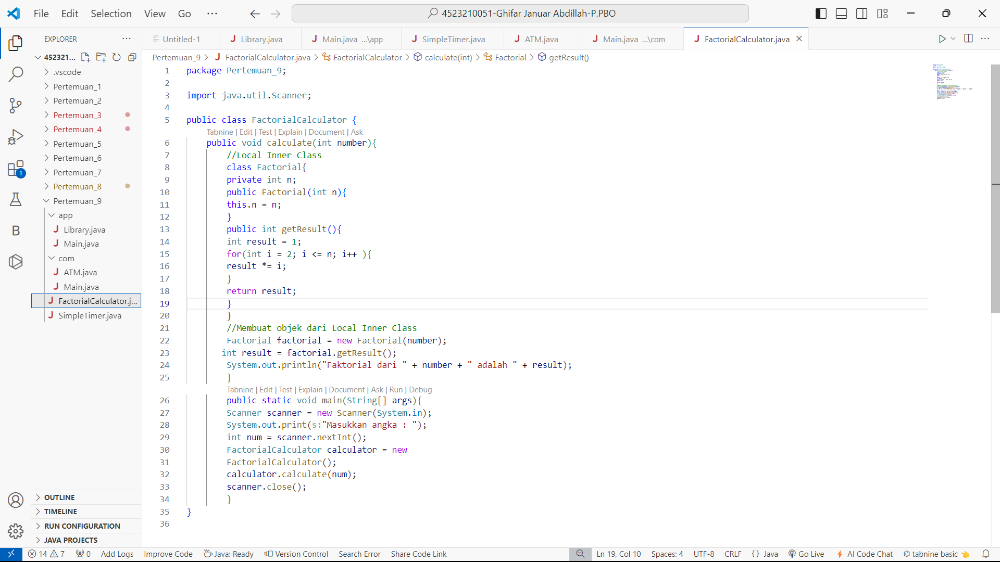 File Edit Selection View Go ··· 4523210051-Ghifar Januar Abdillah-P.PBO
EXPLORER ···
452321...
.vscode
Pertemuan_1
Pertemuan_2
Pertemuan_3
Pertemuan_4
Pertemuan_5
Pertemuan_6
Pertemuan_7
Pertemuan_8
Pertemuan_9
app
J Library.java
J Main.java
com
J ATM.java
J Main.java
J FactorialCalculator.j...
J SimpleTimer.java
OUTLINE
TIMELINE
RUN CONFIGURATION
JAVA PROJECTS
1
B
Untitled-1 J Library.java J Main.java ...\app J SimpleTimer.java J ATM.java J Main.java ...\com J FactorialCalculator.java
Pertemuan_9 > J FactorialCalculator.java > FactorialCalculator > calculate(int) > Factorial > getResult()
1 package Pertemuan_9;
2
3 import java.util.Scanner;
4
5 public class FactorialCalculator {
Tabnine | Edit | Test | Explain | Document | Ask
6 public void calculate(int number){
7 //Local Inner Class
8 class Factorial{
9 private int n;
10 public Factorial(int n){
11 this.n = n;
12 }
13 public int getResult(){
14 int result = 1;
15 for(int i = 2; i <= n; i++ ){
16 result *= i;
17 }
18 return result;
19 }
20 }
21 //Membuat objek dari Local Inner Class
22 Factorial factorial = new Factorial(number);
23 int result = factorial.getResult();
24 System.out.println("Faktorial dari " + number + " adalah " + result);
25 }
Tabnine | Edit | Test | Explain | Document | Ask | Run | Debug
26 public static void main(String[] args){
27 Scanner scanner = new Scanner(System.in);
28 System.out.print(s:"Masukkan angka : ");
29 int num = scanner.nextInt();
30 FactorialCalculator calculator = new
31 FactorialCalculator();
32 calculator.calculate(num);
33 scanner.close();
34 }
35 }
36
14 7 0 Add Logs Improve Code Java: Ready Version Control Search Error Share Code Link Ln 19, Col 10 Spaces: 4 UTF-8 CRLF {} Java Go Live AI Code Chat tabnine basic